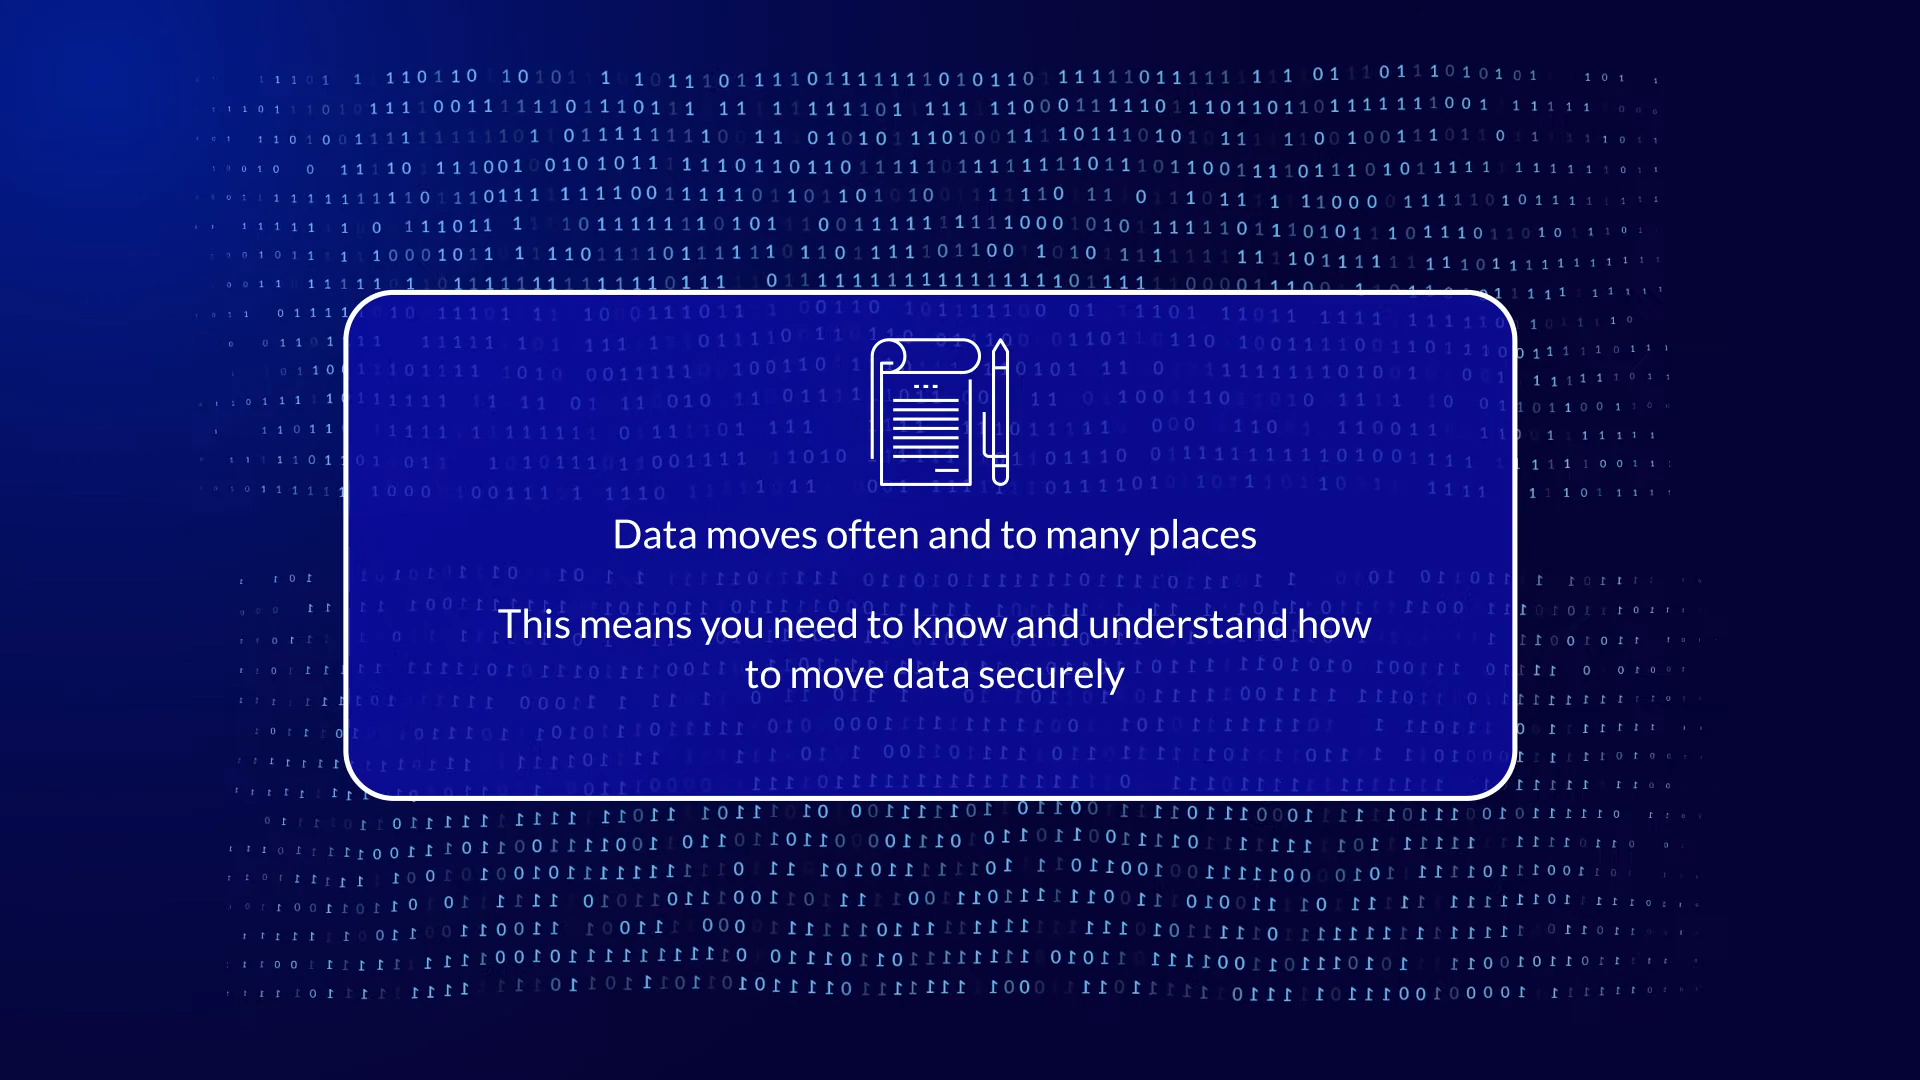 Data moves often and to many places
This means you need to know and understand how
to move data securely